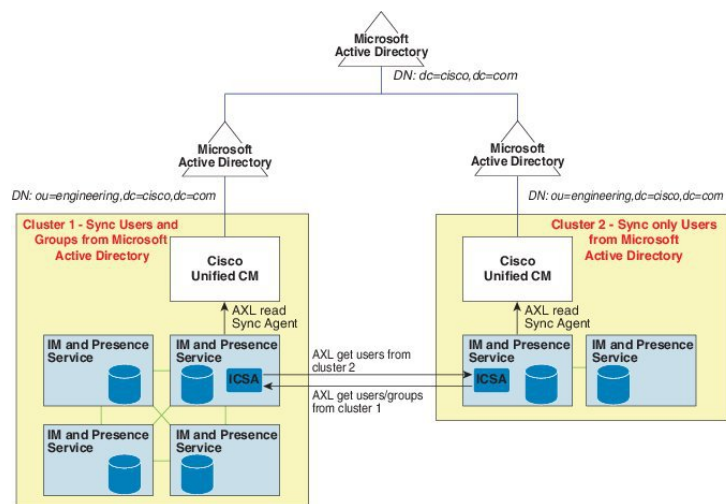 Microsoft
Active Directory
DN: dc=cisco,dc=com
Microsoft
Active Directory
Microsoft
Active Directory
DN: ou=engineering,dc=cisco,dc=com
DN: ou=engineering,dc=cisco,dc=com
Cluster 1 - Sync Users and
Groups from Microsoft
Active Directory
Cisco
Unified CM
AXL read
Sync Agent
IM and Presence
Service
IM and Presence
Service
ICSA
IM and Presence
Service
IM and Presence
Service
AXL get users from
cluster 2
AXL get users/groups
from cluster 1
Cluster 2 - Sync only Users
from Microsoft
Active Directory
Cisco
Unified CM
AXL read
Sync Agent
IM and Presence
Service
ICSA
IM and Presence
Service